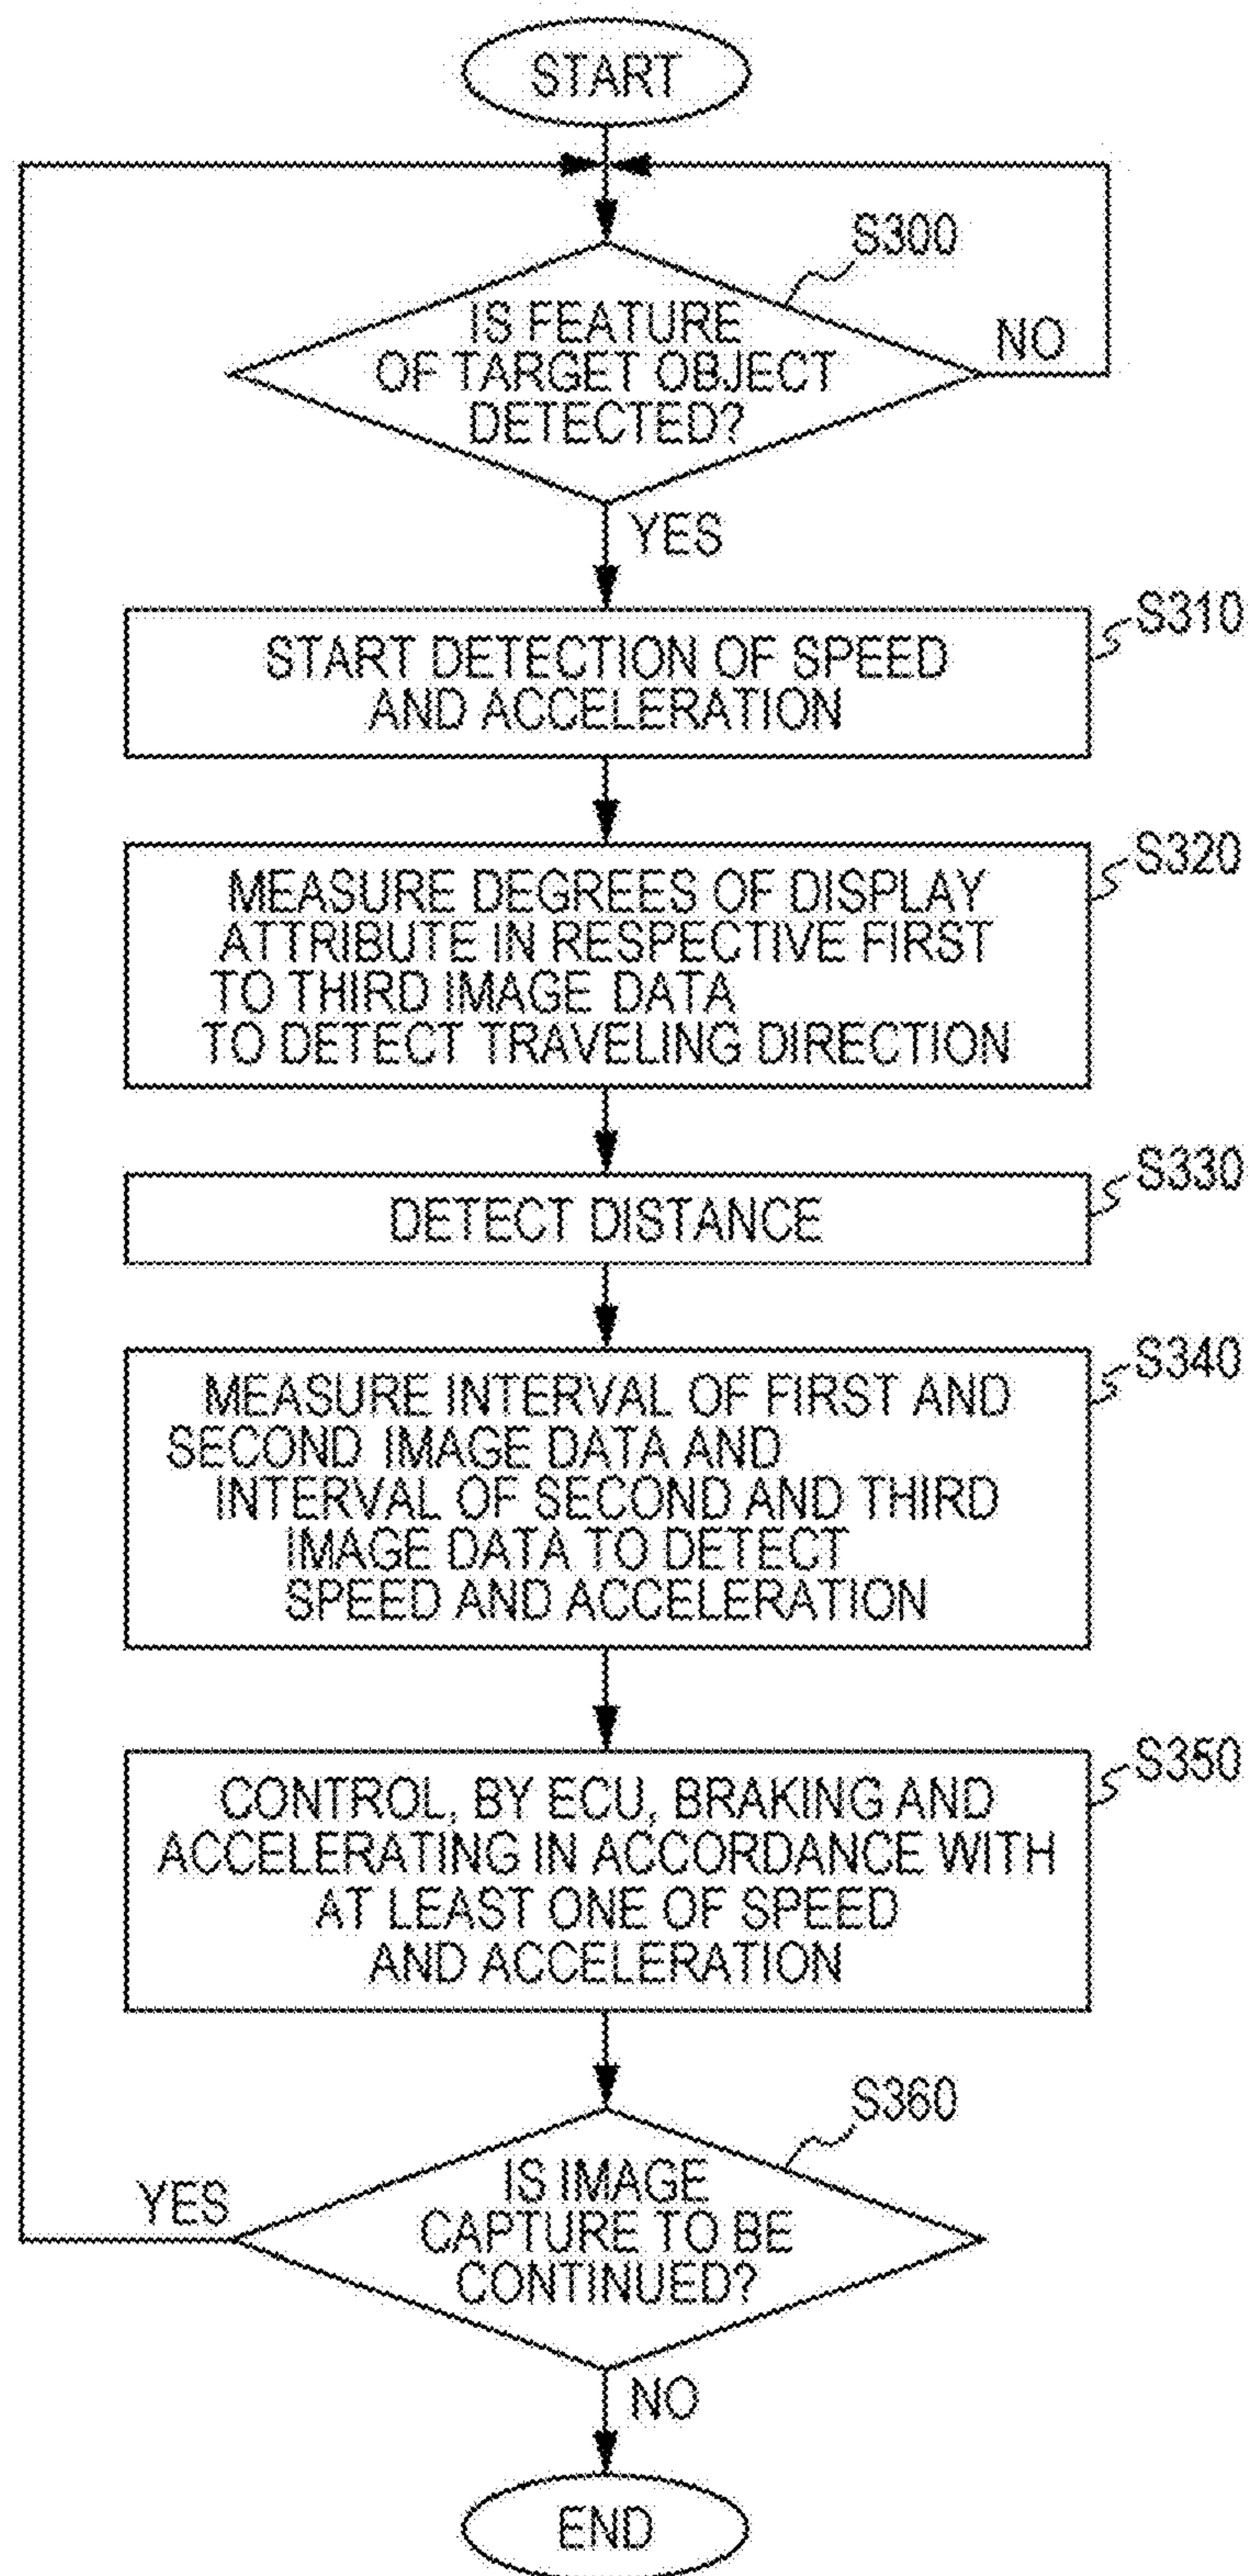 START
S300
IS FEATURE
OF TARGET OBJECT
DETECTED?
NO
YES
S310
START DETECTION OF SPEED
AND ACCELERATION
S320
MEASURE DEGREES OF DISPLAY
ATTRIBUTE IN RESPECTIVE FIRST
TO THIRD IMAGE DATA
TO DETECT TRAVELING DIRECTION
S330
DETECT DISTANCE
S340
MEASURE INTERVAL OF FIRST AND
SECOND IMAGE DATA AND
INTERVAL OF SECOND AND THIRD
IMAGE DATA TO DETECT
SPEED AND ACCELERATION
S350
CONTROL, BY ECU, BRAKING AND
ACCELERATING IN ACCORDANCE WITH
AT LEAST ONE OF SPEED
AND ACCELERATION
S360
IS IMAGE
CAPTURE TO BE
CONTINUED?
YES
NO
END